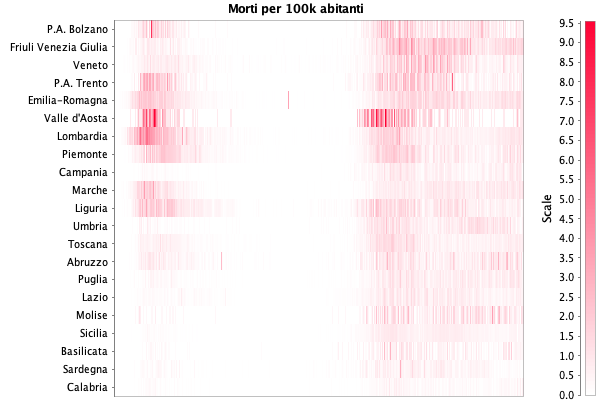 Morti per 100k abitanti
P.A. Bolzano
Friuli Venezia Giulia
Veneto
P.A. Trento
Emilia-Romagna
Valle d'Aosta
Lombardia
Piemonte
Campania
Marche
Liguria
Umbria
Toscana
Abruzzo
Puglia
Lazio
Molise
Sicilia
Basilicata
Sardegna
Calabria
Scale
9.5
9.0
8.5
8.0
7.5
7.0
6.5
6.0
5.5
5.0
4.5
4.0
3.5
3.0
2.5
2.0
1.5
1.0
0.5
0.0